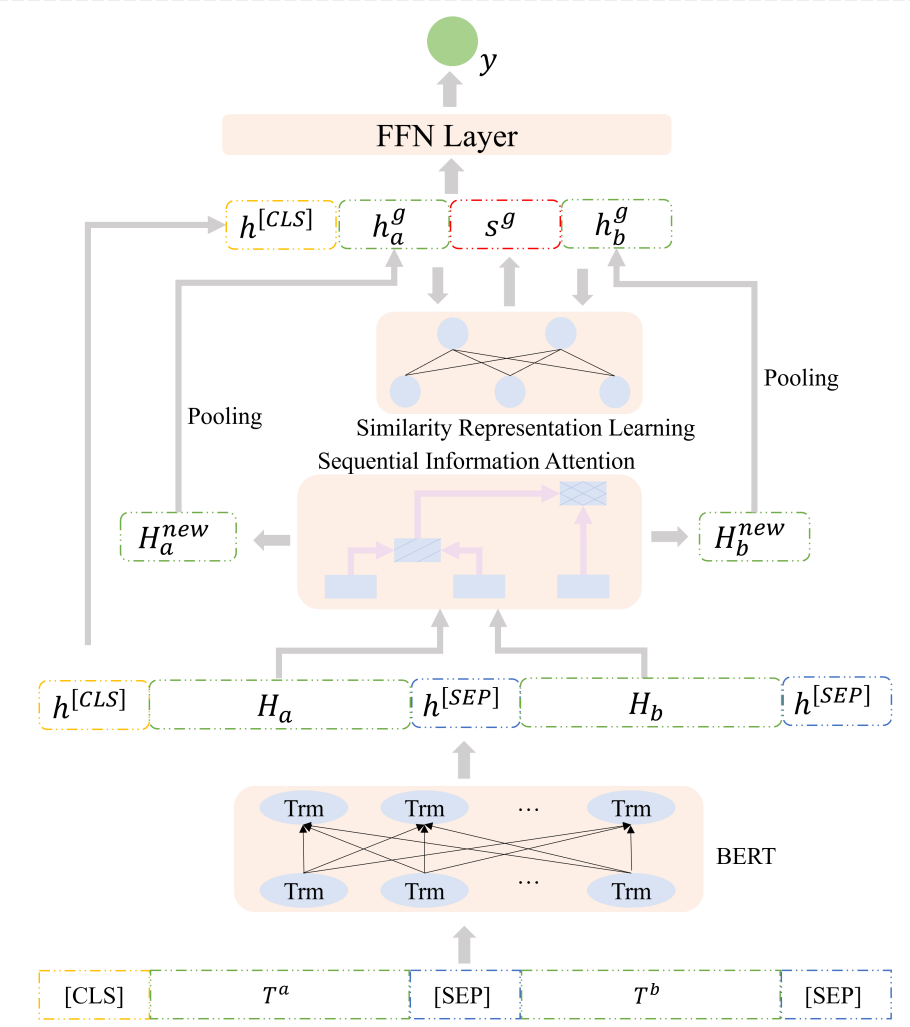 y
FFN Layer
h^[CLS] h_a^g s^g h_b^g
Pooling
Pooling
Similarity Representation Learning
Sequential Information Attention
H_a^new H_b^new
h^[CLS] H_a h^[SEP] H_b h^[SEP]
Trm Trm ... Trm
BERT
Trm Trm ... Trm
[CLS] T^a [SEP] T^b [SEP]